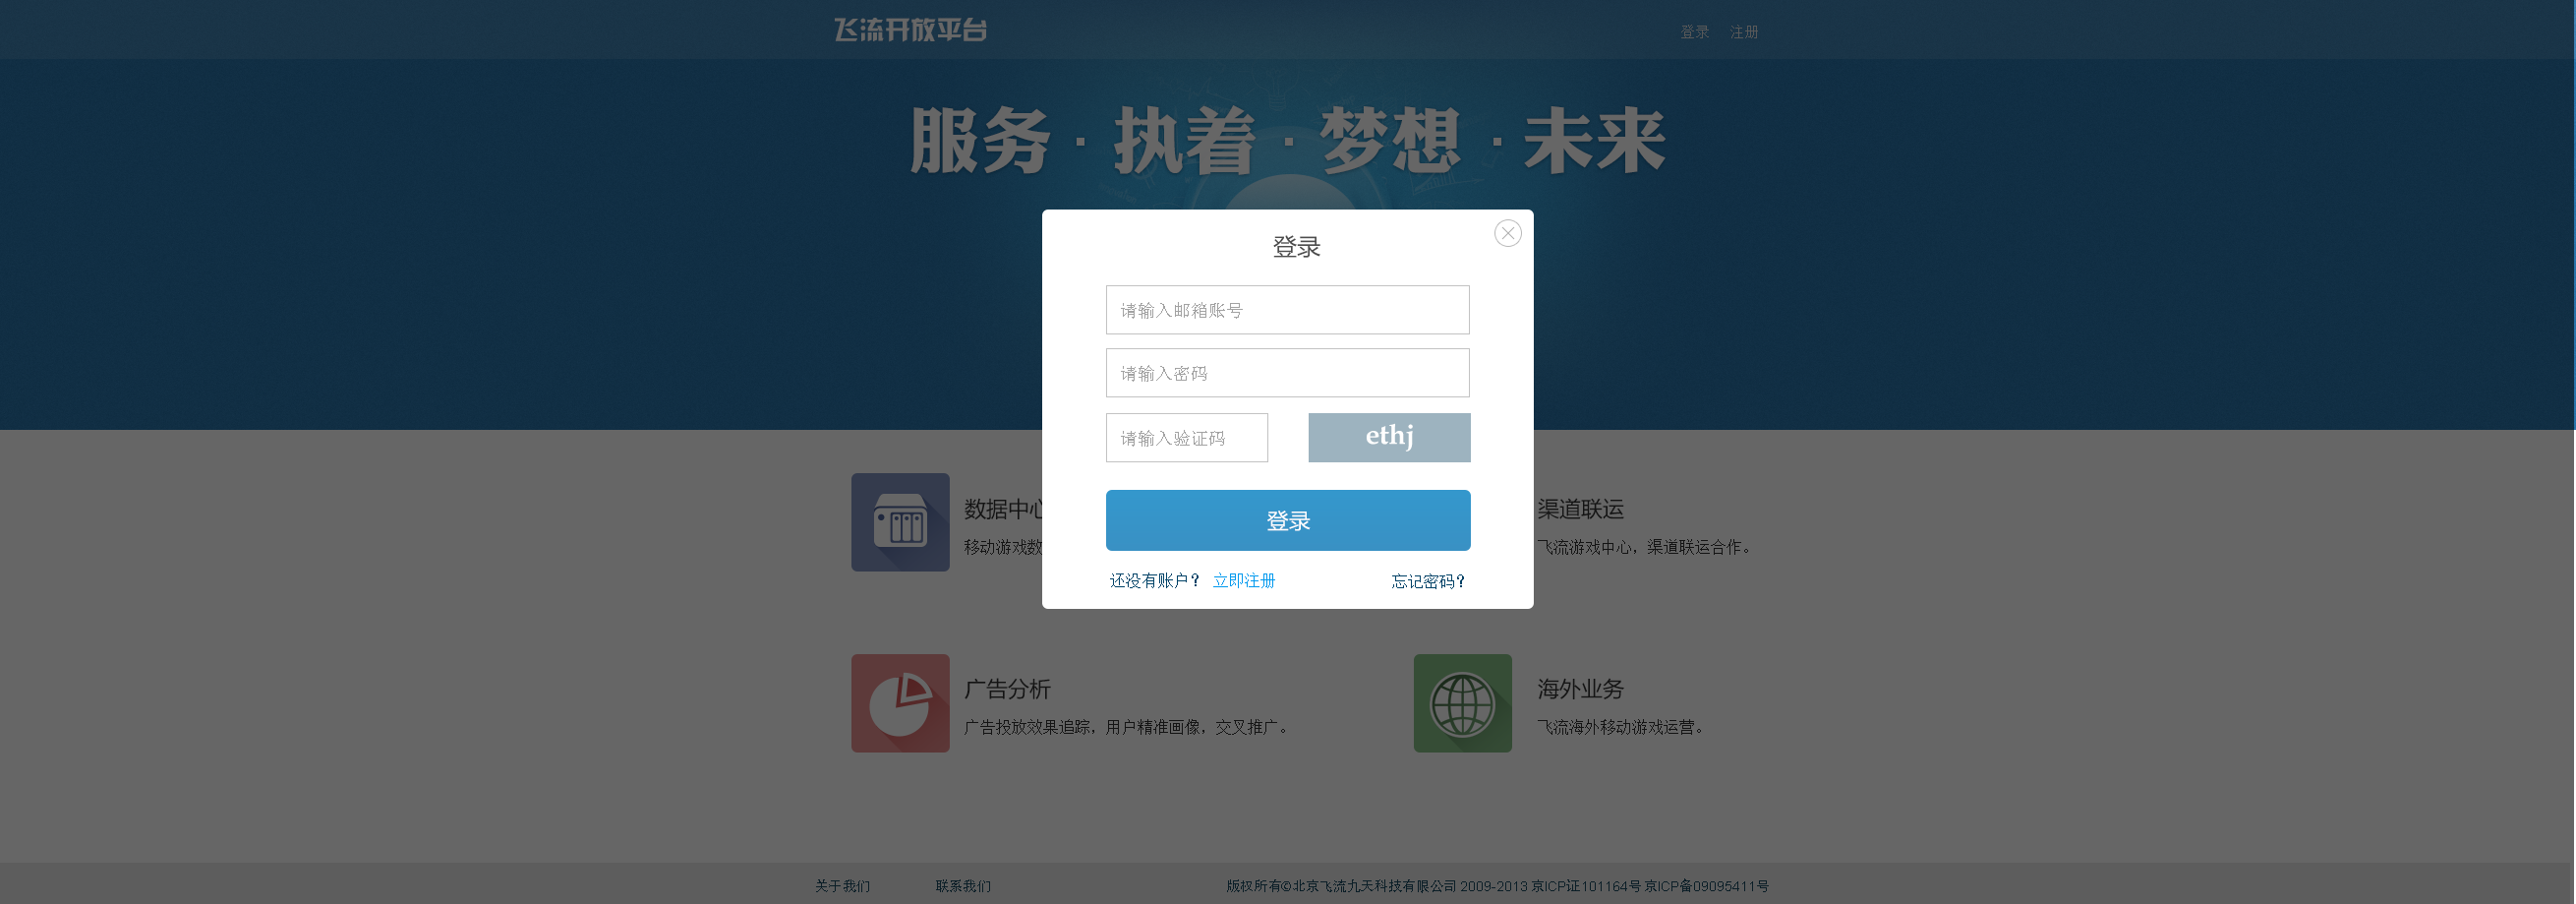 飞流开放平台
登录 注册
服务·执着·梦想·未来
登录
请输入邮箱账号
请输入密码
请输入验证码
ethj
登录
还没有账户? 立即注册
忘记密码?
数据中心
移动游戏数
渠道联运
飞流游戏中心，渠道联运合作。
广告分析
广告投放效果追踪，用户精准画像，交叉推广。
海外业务
飞流海外移动游戏运营。
关于我们 联系我们 版权所有©北京飞流九天科技有限公司 2009-2013 京ICP证101164号 京ICP备09095411号